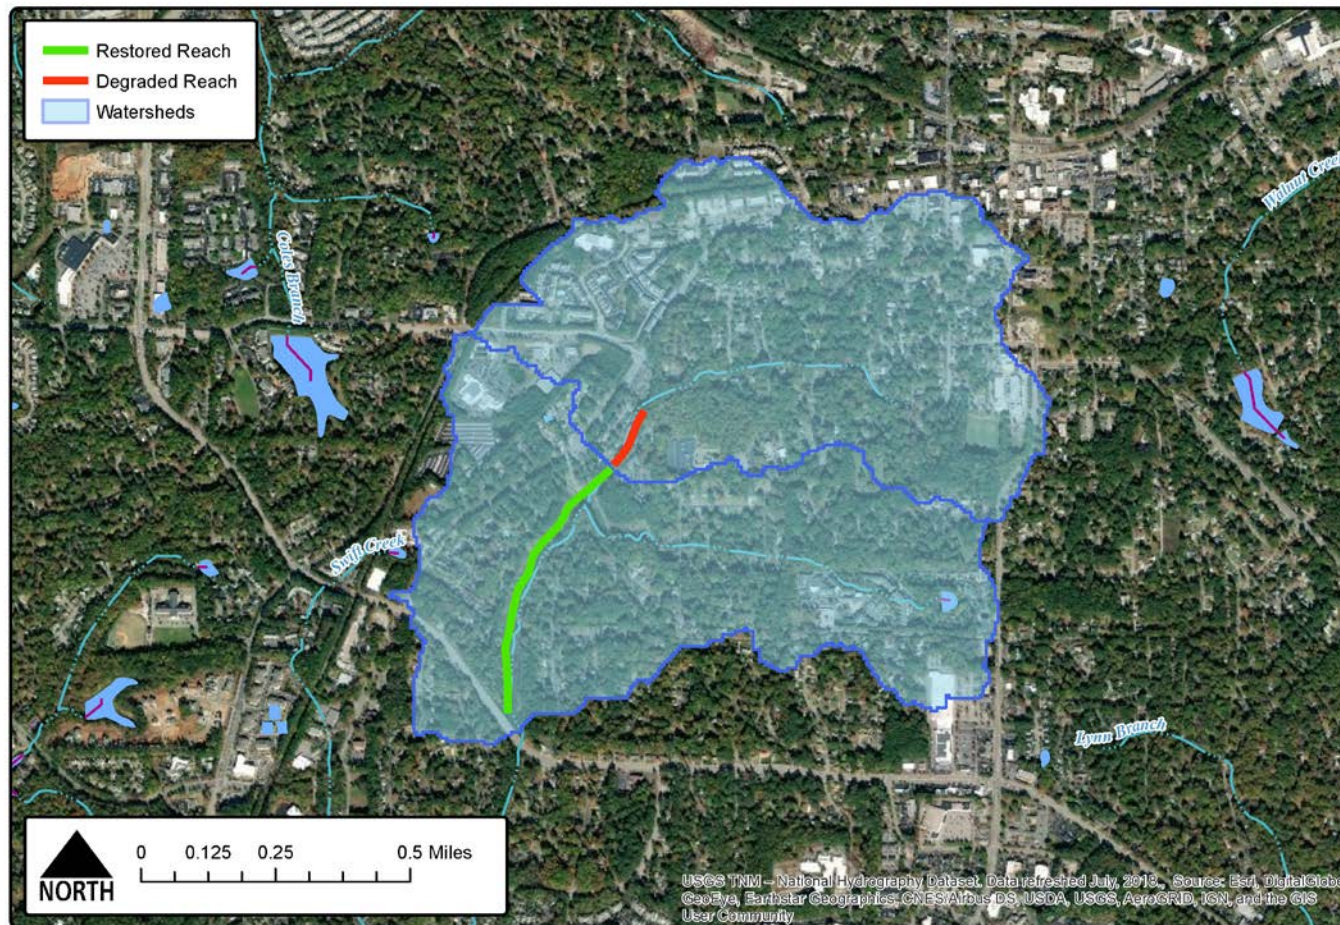 Restored Reach
Degraded Reach
Watersheds
Coles Branch
Walnut Creek
Swift Creek
Lynn Branch
NORTH
0 0.125 0.25 0.5 Miles
USGS TNM – National Hydrography Dataset. Data refreshed July, 2018., Source: Esri, DigitalGlobe
GeoEye, Earthstar Geographics, CNES/Airbus DS, USDA, USGS, AeroGRID, IGN, and the GIS
User Community